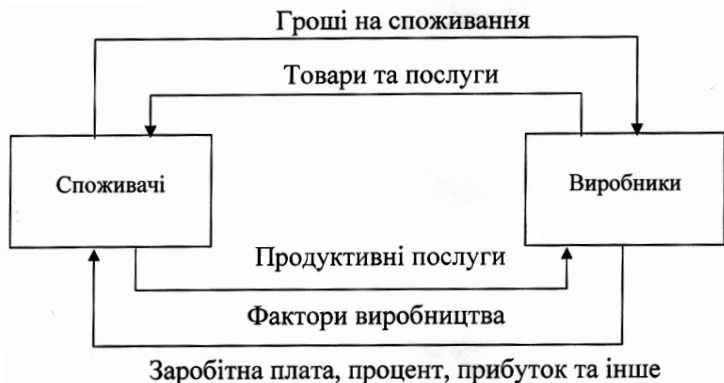 Гроші на споживання
Товари та послуги
Споживачі
Виробники
Продуктивні послуги
Фактори виробництва
Заробітна плата, процент, прибуток та інше